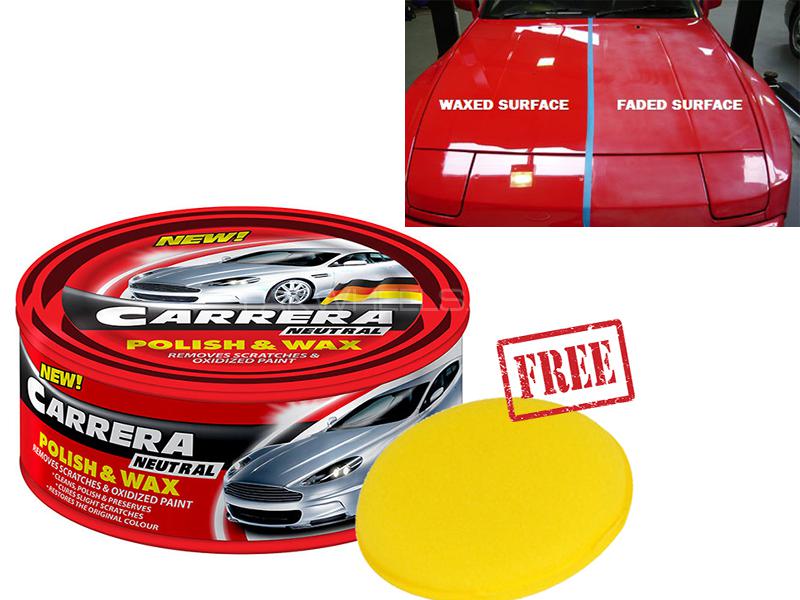 WAXED SURFACE
FADED SURFACE
NEW!
CARRERA
NEUTRAL
POLISH & WAX
REMOVES SCRATCHES &
OXIDIZED PAINT
FREE
NEW!
CARRERA
NEUTRAL
POLISH & WAX
REMOVES SCRATCHES & OXIDIZED PAINT
• CLEANS, POLISH & PRESERVES
• CURES SLIGHT SCRATCHES
• RESTORES THE ORIGINAL COLOUR